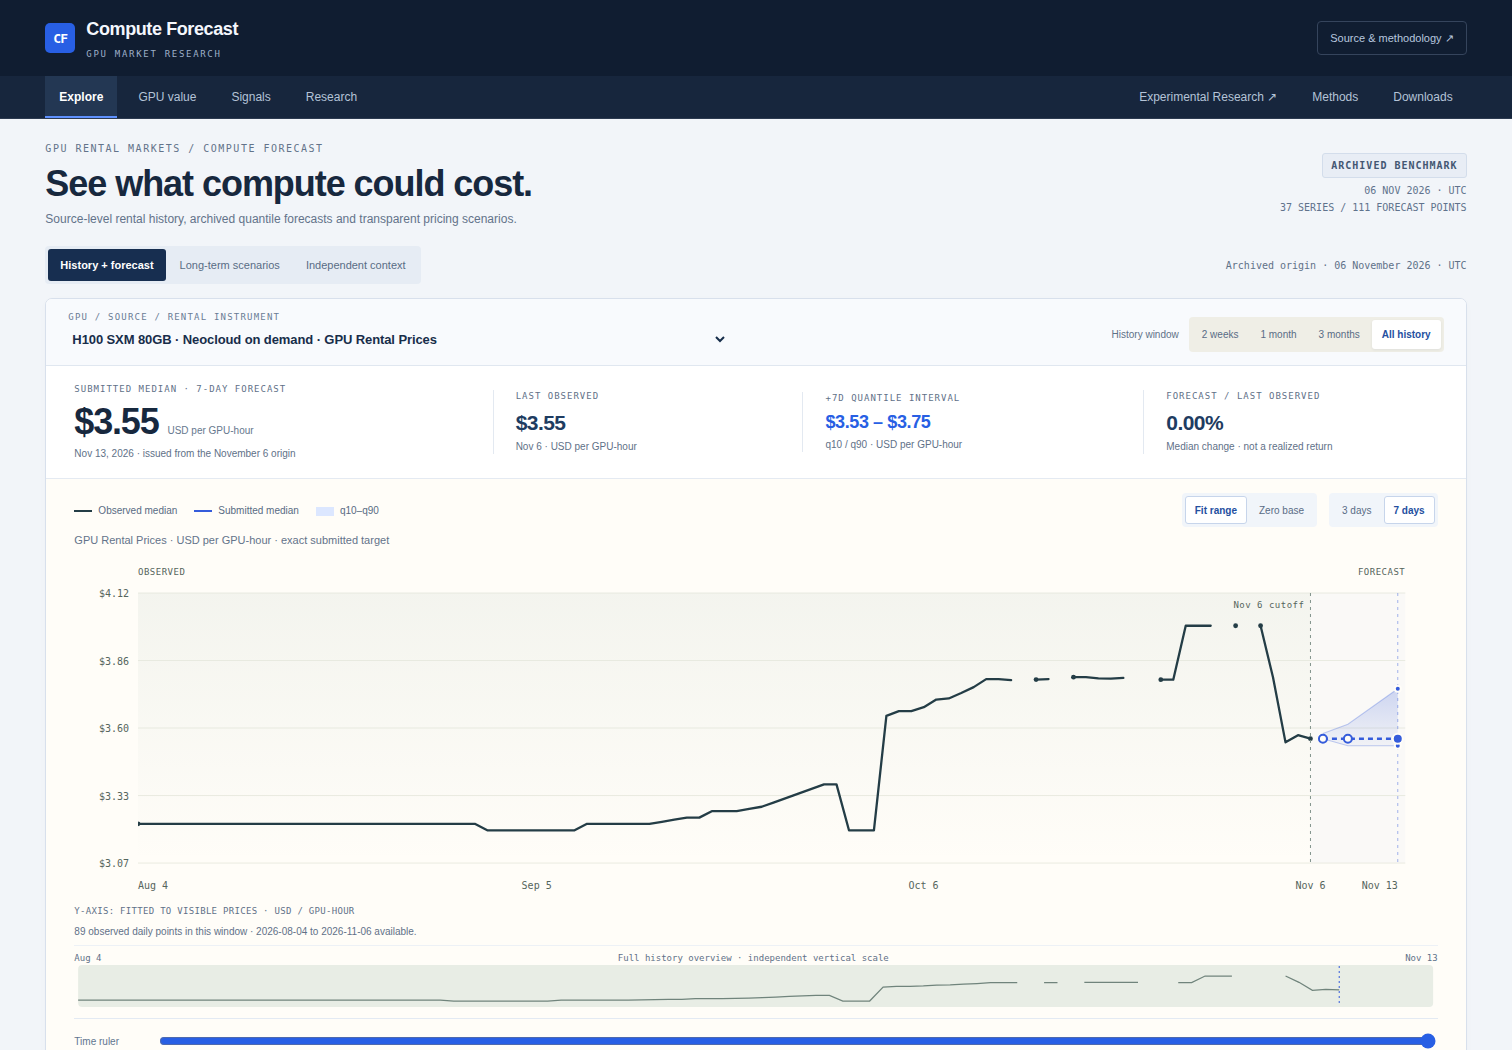 CF
Compute Forecast
GPU MARKET RESEARCH
Source & methodology ↗
Explore
GPU value
Signals
Research
Experimental Research ↗
Methods
Downloads
GPU RENTAL MARKETS / COMPUTE FORECAST
See what compute could cost.
Source-level rental history, archived quantile forecasts and transparent pricing scenarios.
ARCHIVED BENCHMARK
06 NOV 2026 · UTC
37 SERIES / 111 FORECAST POINTS
History + forecast
Long-term scenarios
Independent context
Archived origin · 06 November 2026 · UTC
GPU / SOURCE / RENTAL INSTRUMENT
H100 SXM 80GB · Neocloud on demand · GPU Rental Prices
History window
2 weeks
1 month
3 months
All history
SUBMITTED MEDIAN · 7-DAY FORECAST
$3.55 USD per GPU-hour
Nov 13, 2026 · issued from the November 6 origin
LAST OBSERVED
$3.55
Nov 6 · USD per GPU-hour
+7D QUANTILE INTERVAL
$3.53 – $3.75
q10 / q90 · USD per GPU-hour
FORECAST / LAST OBSERVED
0.00%
Median change · not a realized return
Observed median
Submitted median
q10–q90
Fit range
Zero base
3 days
7 days
GPU Rental Prices · USD per GPU-hour · exact submitted target
OBSERVED
FORECAST
Nov 6 cutoff
$4.12
$3.86
$3.60
$3.33
$3.07
Aug 4
Sep 5
Oct 6
Nov 6
Nov 13
Y-AXIS: FITTED TO VISIBLE PRICES · USD / GPU-HOUR
89 observed daily points in this window · 2026-08-04 to 2026-11-06 available.
Aug 4
Full history overview · independent vertical scale
Nov 13
Time ruler